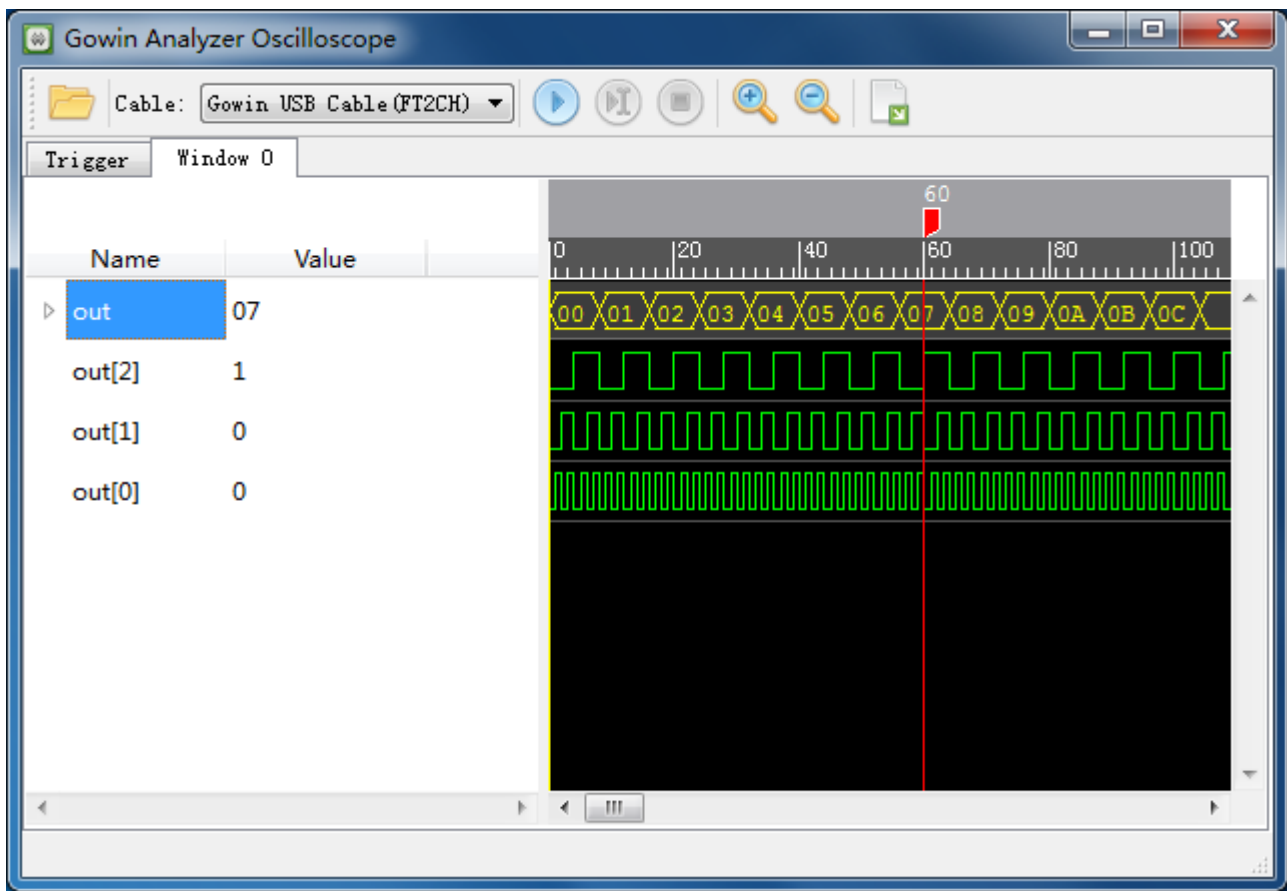 Gowin Analyzer Oscilloscope
Cable: Gowin USB Cable(FT2CH)
Trigger Window 0
60
Name Value 0 20 40 60 80 100
out 07 00 01 02 03 04 05 06 07 08 09 0A 0B 0C
out[2] 1
out[1] 0
out[0] 0